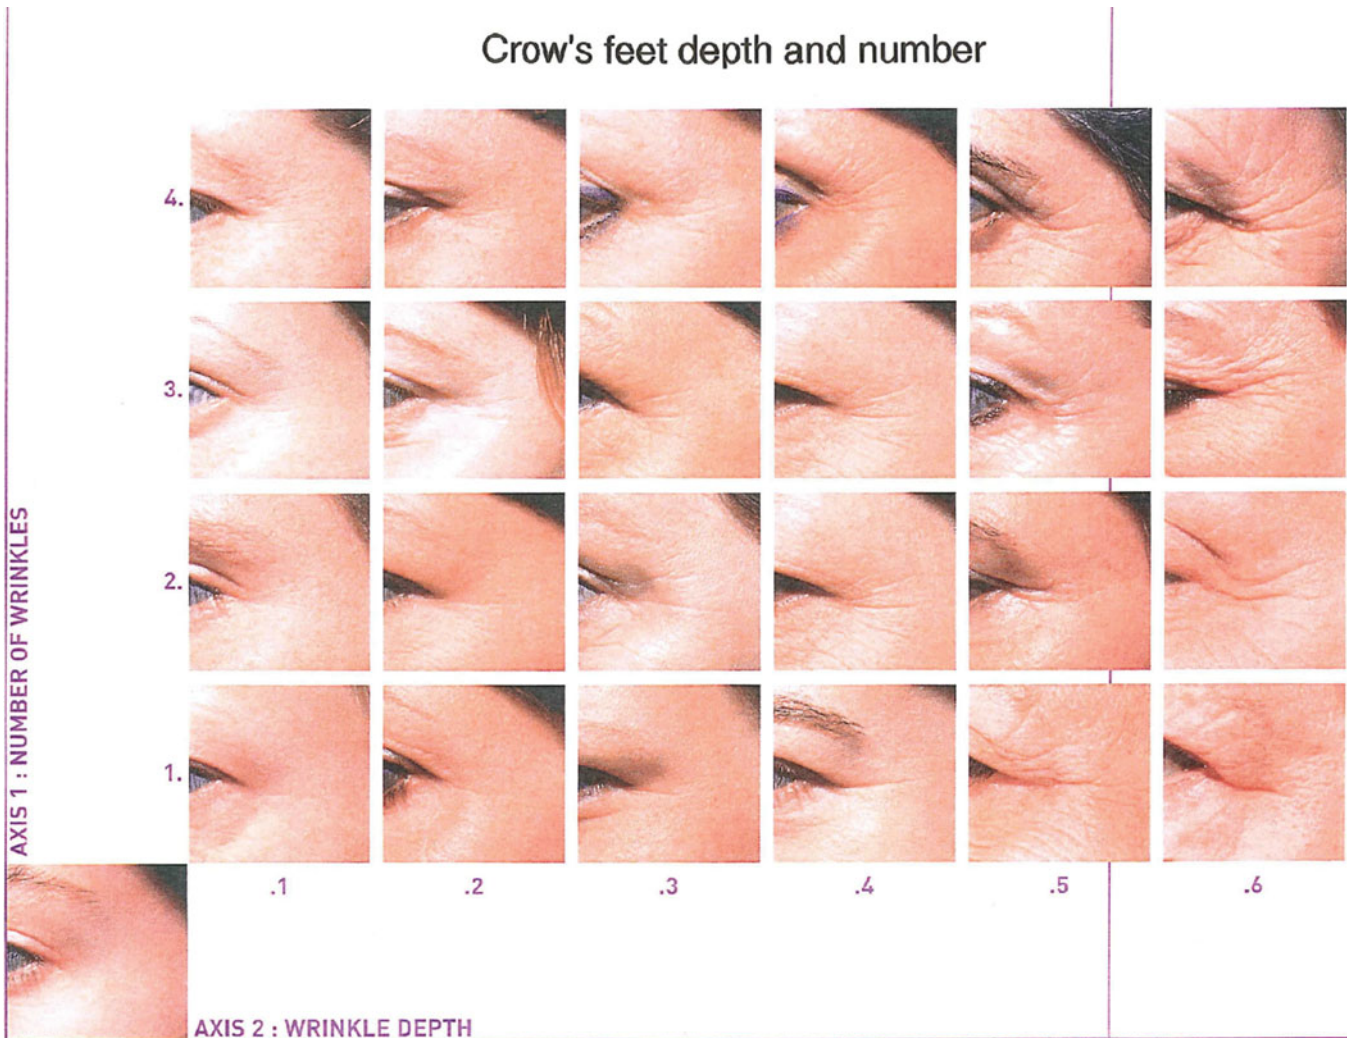 Crow's feet depth and number
4.
3.
2.
1.
AXIS 1 : NUMBER OF WRINKLES
.1 .2 .3 .4 .5 .6
AXIS 2 : WRINKLE DEPTH